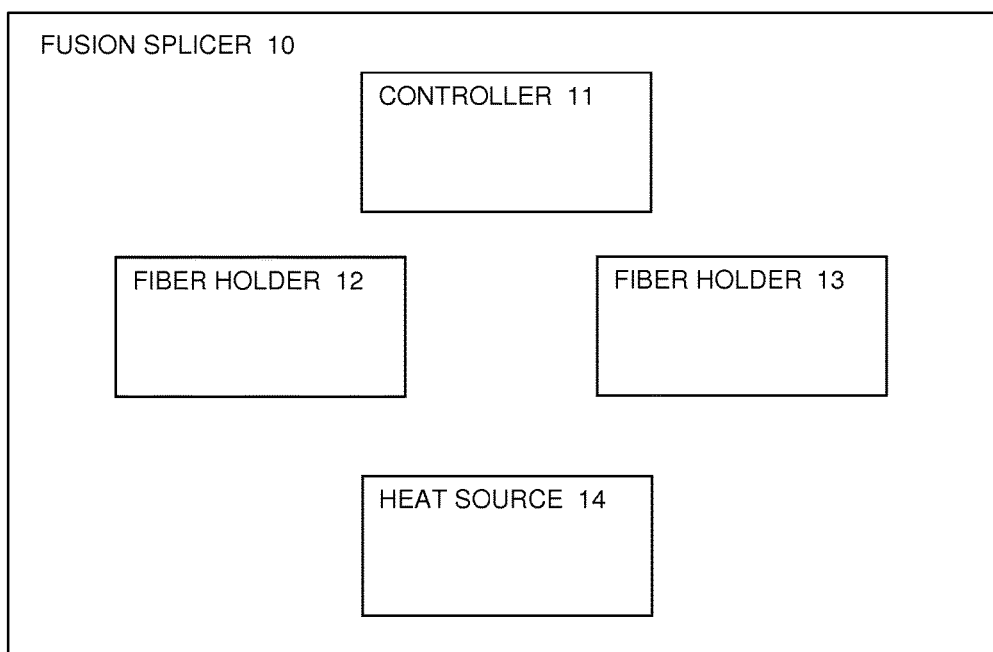 FUSION SPLICER 10
CONTROLLER 11
FIBER HOLDER 12
FIBER HOLDER 13
HEAT SOURCE 14